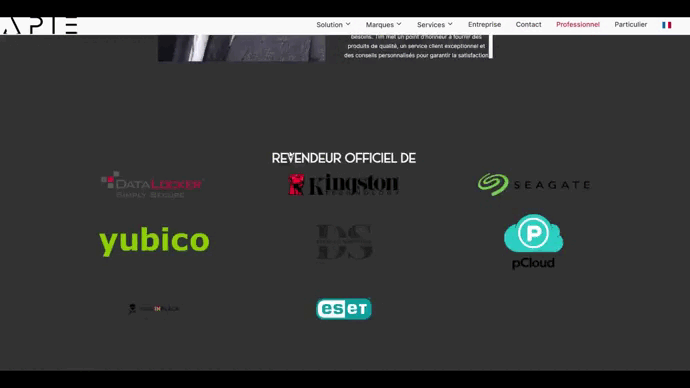 Solution Marques Services Entreprise Contact Professionnel Particulier
besoins. Tim met un point d'honneur à fournir des
produits de qualité, un service client exceptionnel et
des conseils personnalisés pour garantir la satisfaction
REVENDEUR OFFICIEL DE
DATALOCKER
SIMPLY SECURE
Kingston
TECHNOLOGY
SEAGATE
yubico
DS
P
pCloud
eseT